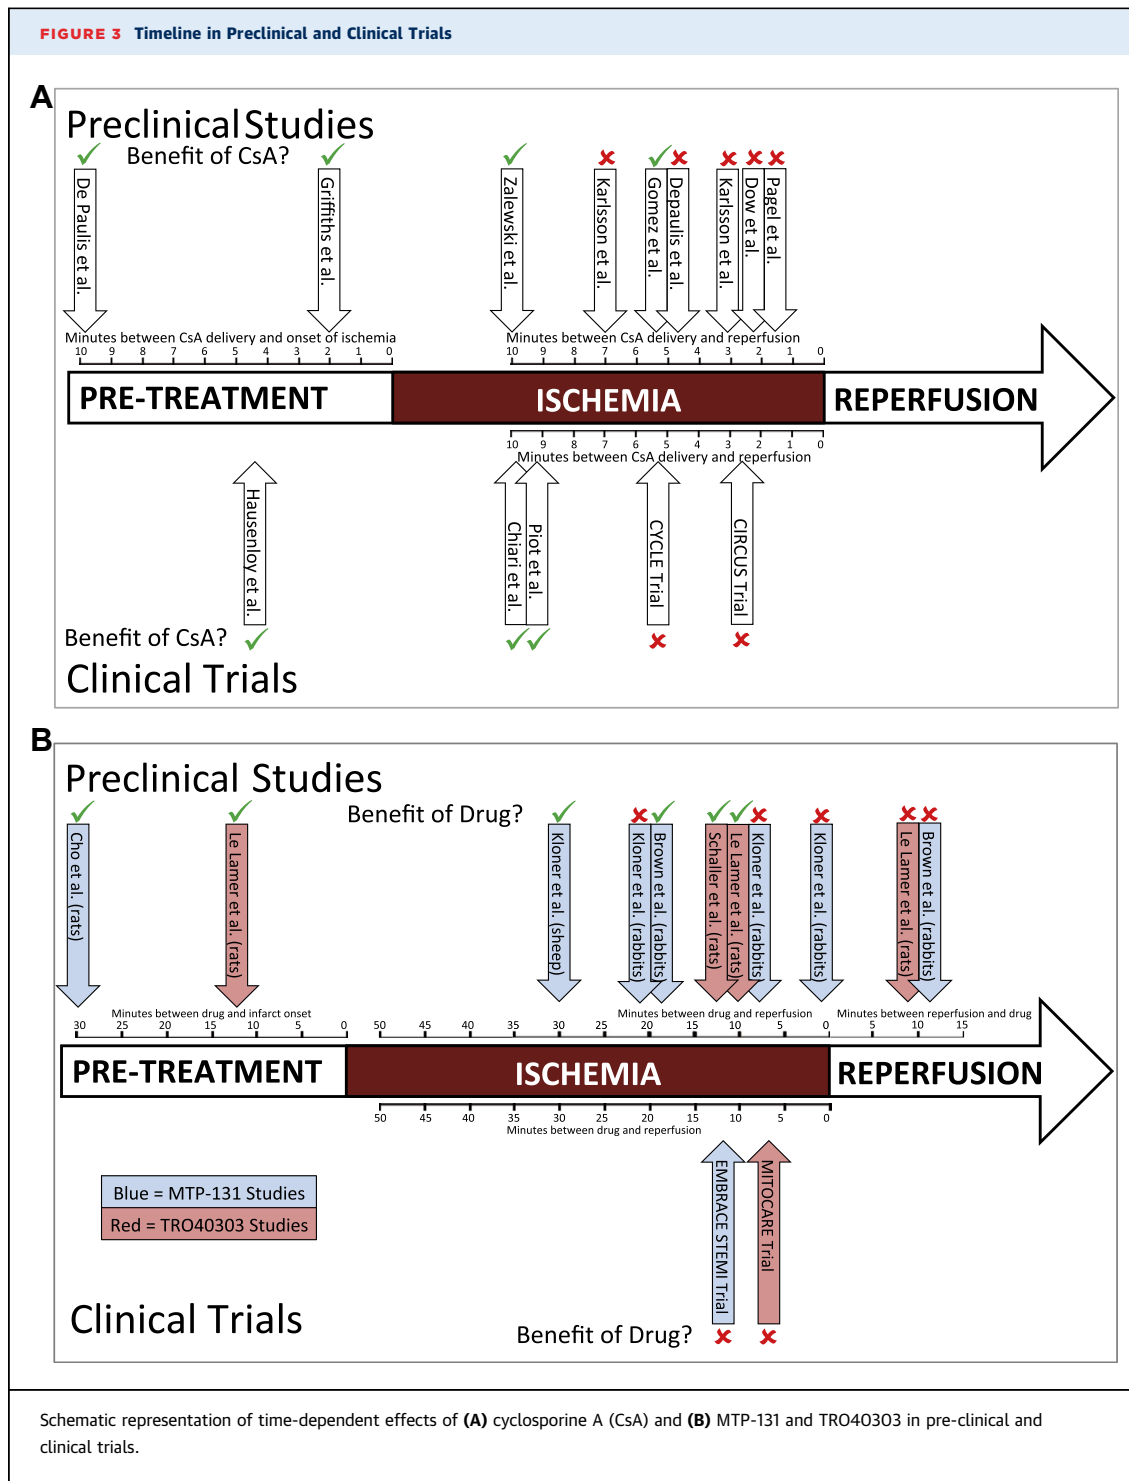 FIGURE 3 Timeline in Preclinical and Clinical Trials
A
Preclinical Studies
Benefit of CsA?
De Paulis et al.
Griffiths et al.
Zalewski et al.
Karlsson et al.
Gomez et al.
Depaulis et al.
Karlsson et al.
Dow et al.
Pagel et al.
Minutes between CsA delivery and onset of ischemia
Minutes between CsA delivery and reperfusion
10 9 8 7 6 5 4 3 2 1 0
10 9 8 7 6 5 4 3 2 1 0
PRE-TREATMENT
ISCHEMIA
REPERFUSION
10 9 8 7 6 5 4 3 2 1 0
Minutes between CsA delivery and reperfusion
Hausenloy et al.
Chiari et al.
Piot et al.
CYCLE Trial
CIRCUS Trial
Benefit of CsA?
Clinical Trials
B
Preclinical Studies
Benefit of Drug?
Cho et al. (rats)
Le Lamer et al. (rats)
Kloner et al. (sheep)
Kloner et al. (rabbits)
Brown et al. (rabbits)
Schaller et al. (rats)
Le Lamer et al. (rats)
Kloner et al. (rabbits)
Kloner et al. (rabbits)
Le Lamer et al. (rats)
Brown et al. (rabbits)
Minutes between drug and infarct onset
Minutes between drug and reperfusion
Minutes between reperfusion and drug
30 25 20 15 10 5 0
50 45 40 35 30 25 20 15 10 5 0
5 10 15
PRE-TREATMENT
ISCHEMIA
REPERFUSION
50 45 40 35 30 25 20 15 10 5 0
Minutes between drug and reperfusion
EMBRACE STEMI Trial
MITOCARE Trial
Blue = MTP-131 Studies
Red = TRO40303 Studies
Clinical Trials
Benefit of Drug?
Schematic representation of time-dependent effects of (A) cyclosporine A (CsA) and (B) MTP-131 and TRO40303 in pre-clinical and
clinical trials.